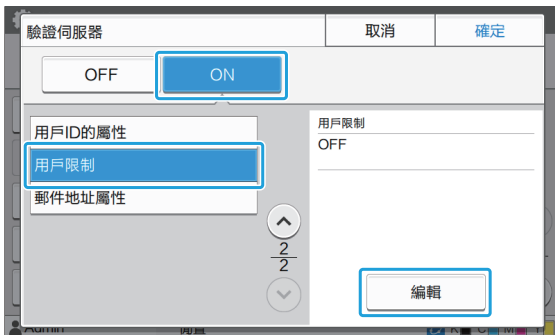 驗證伺服器
取消
確定
OFF
ON
用戶ID的屬性
用戶限制
郵件地址屬性
2
2
用戶限制
OFF
編輯
Admin
K C M Y